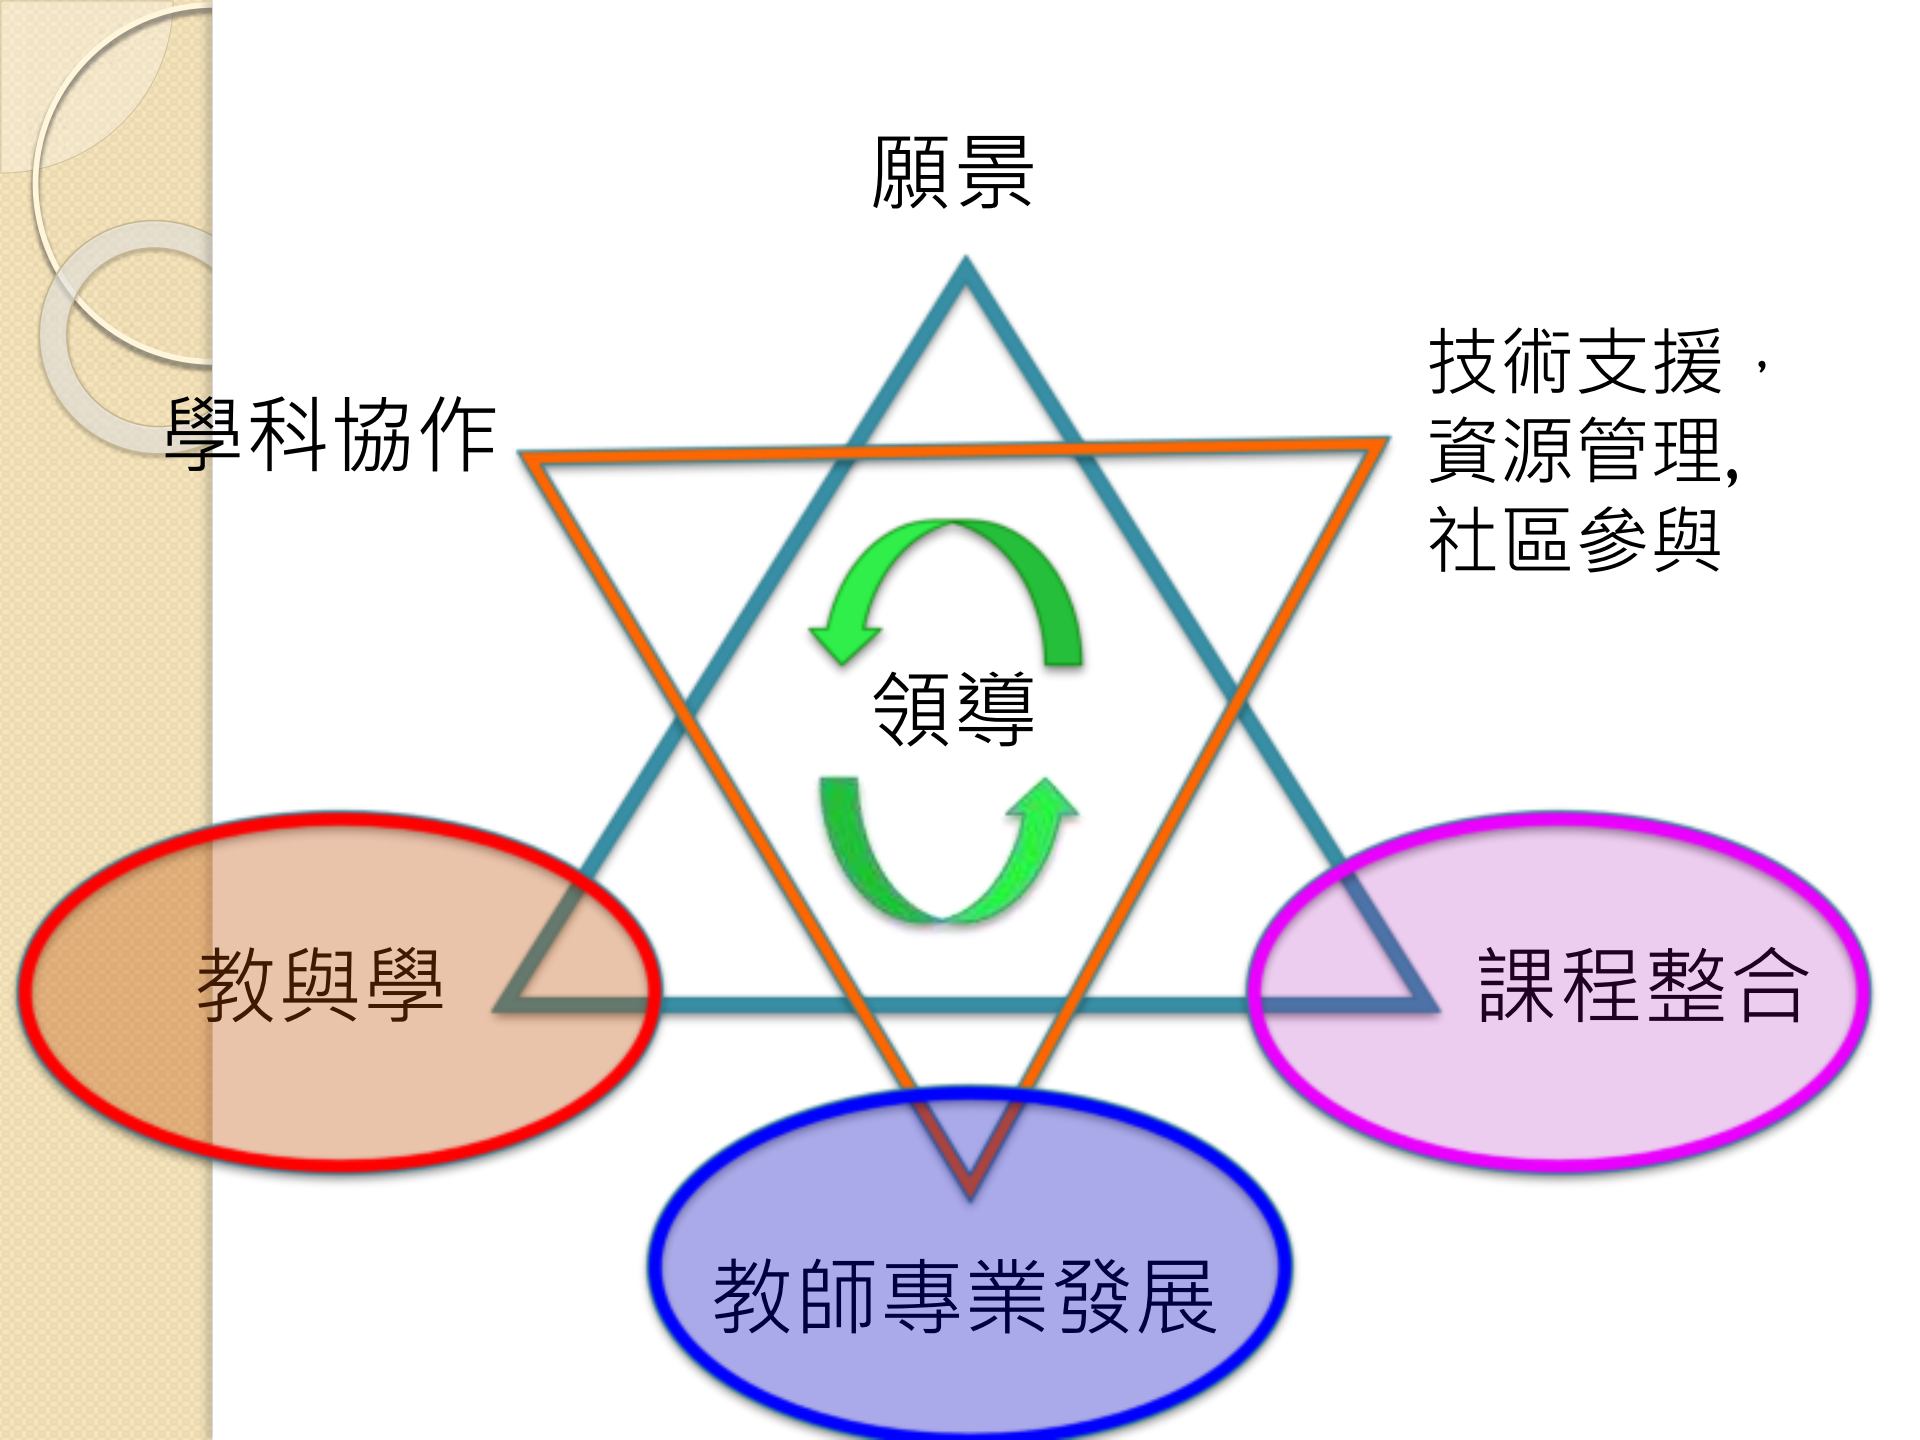 願景
技術支援，
資源管理,
社區參與
學科協作
領導
教與學
課程整合
教師專業發展